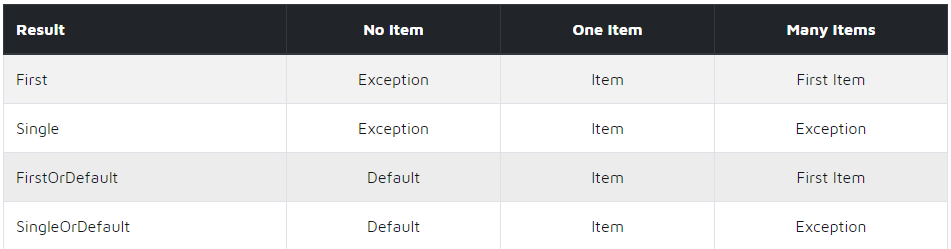 Result No Item One Item Many Items
First Exception Item First Item
Single Exception Item Exception
FirstOrDefault Default Item First Item
SingleOrDefault Default Item Exception